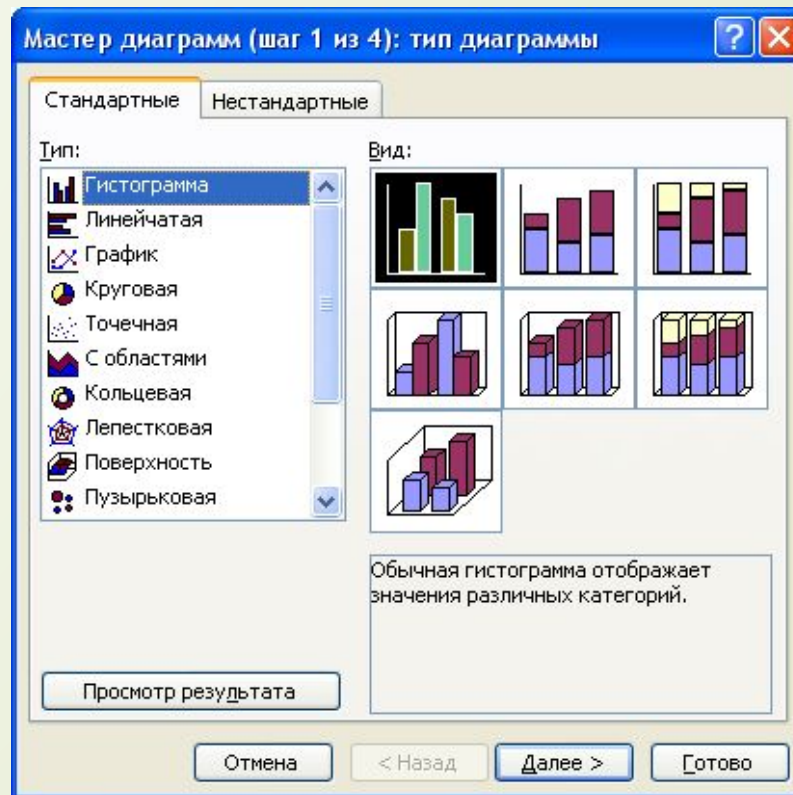 Мастер диаграмм (шаг 1 из 4): тип диаграммы
Стандартные
Нестандартные
Тип:
Гистограмма
Линейчатая
График
Круговая
Точечная
С областями
Кольцевая
Лепестковая
Поверхность
Пузырьковая
Вид:
Обычная гистограмма отображает
значения различных категорий.
Просмотр результата
Отмена
< Назад
Далее >
Готово